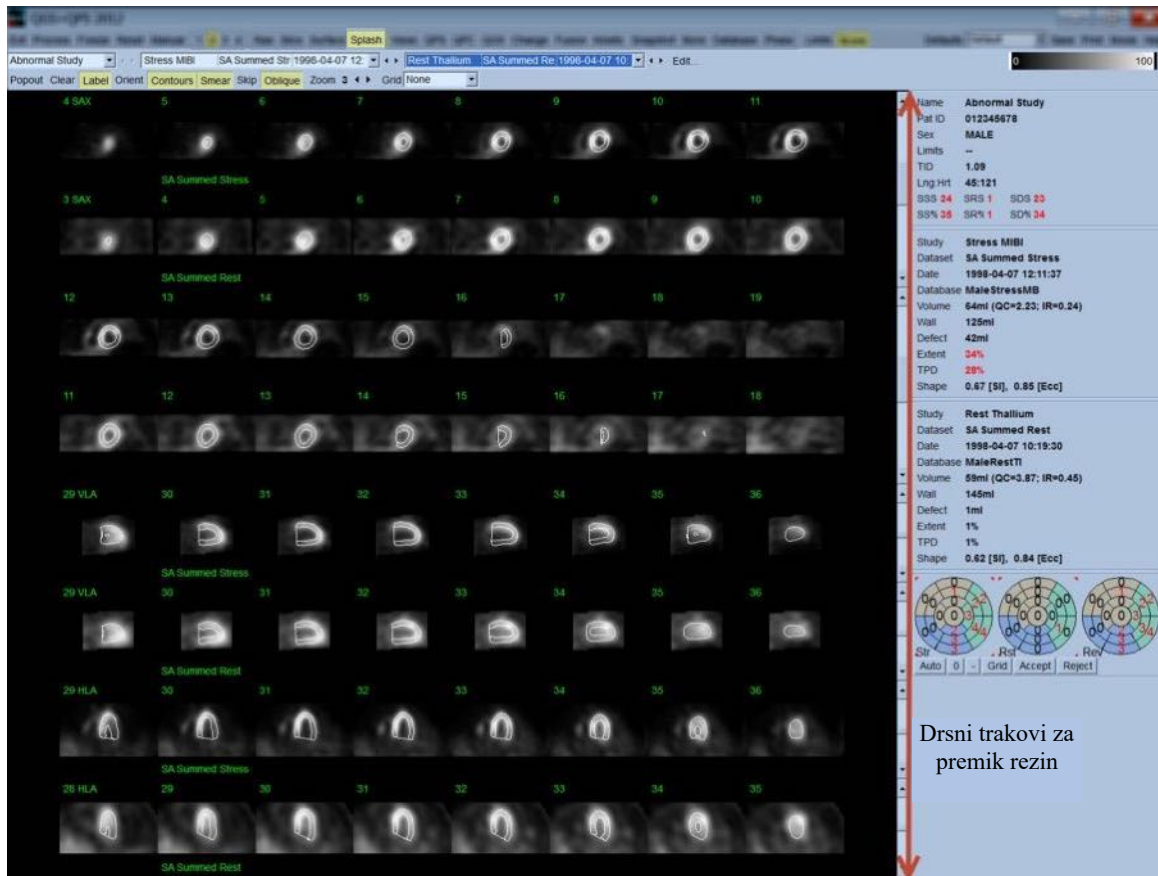 QGS+QPS 2012
Splash
Abnormal Study Stress MIBI SA Summed Str 1998-04-07 12: Rest Thallium SA Summed Re 1998-04-07 10: Edit...
0 100
Popout Clear Label Orient Contours Smear Skip Oblique Zoom 3 Grid None
4 SAX 5 6 7 8 9 10 11
SA Summed Stress
3 SAX 4 5 6 7 8 9 10
SA Summed Rest
12 13 14 15 16 17 18 19
11 12 13 14 15 16 17 18
29 VLA 30 31 32 33 34 35 36
SA Summed Stress
29 VLA 30 31 32 33 34 35 36
SA Summed Rest
29 HLA 30 31 32 33 34 35 36
SA Summed Stress
28 HLA 29 30 31 32 33 34 35
SA Summed Rest
Name Abnormal Study
Pat ID 012345678
Sex MALE
Limits --
TID 1.09
Lng:Hrt 45:121
SSS 24 SRS 1 SDS 23
SS% 35 SR% 1 SD% 34
Study Stress MIBI
Dataset SA Summed Stress
Date 1998-04-07 12:11:37
Database MaleStressMB
Volume 64ml (QC=2.23; IR=0.24)
Wall 125ml
Defect 42ml
Extent 34%
TPD 28%
Shape 0.67 [SI], 0.85 [Ecc]
Study Rest Thallium
Dataset SA Summed Rest
Date 1998-04-07 10:19:30
Database MaleRestTl
Volume 59ml (QC=3.87; IR=0.45)
Wall 145ml
Defect 1ml
Extent 1%
TPD 1%
Shape 0.62 [SI], 0.84 [Ecc]
Str Rst Rev
Auto 0 - Grid Accept Reject
Drsni trakovi za
premik rezin